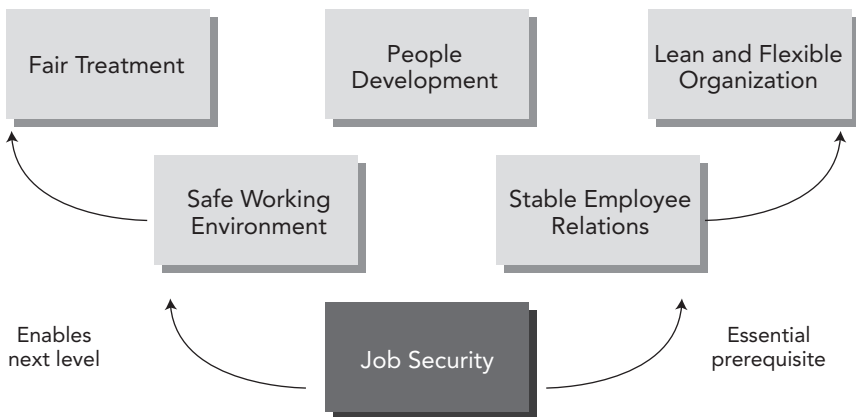 Fair Treatment
People
Development
Lean and Flexible
Organization
Safe Working
Environment
Stable Employee
Relations
Enables
next level
Job Security
Essential
prerequisite